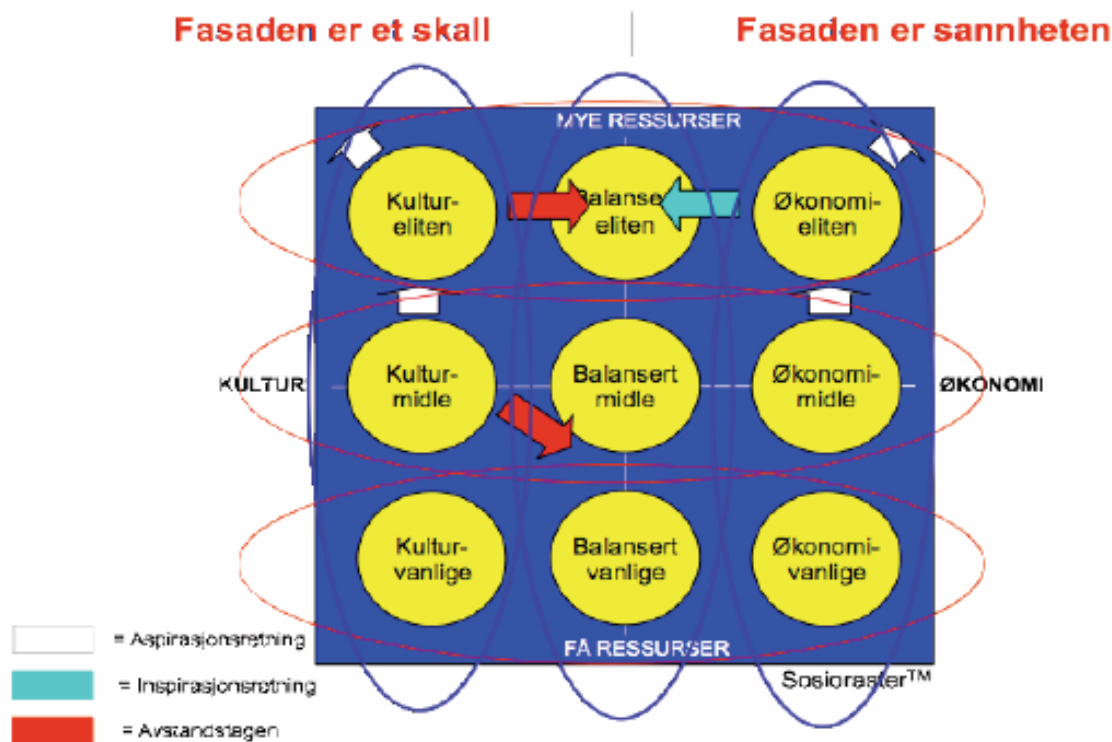 Fasaden er et skall
Fasaden er sannheten
MYE RESSURSER
Kultur-
eliten
Balansert
eliten
Økonomi-
eliten
KULTUR
Kultur-
midle
Balansert
midle
Økonomi-
midle
ØKONOMI
Kultur-
vanlige
Balansert
vanlige
Økonomi-
vanlige
FÅ RESSURSER
Sosioraster™
= Aspirasjonsretning
= Inspirasjonsretning
= Avstandstagen